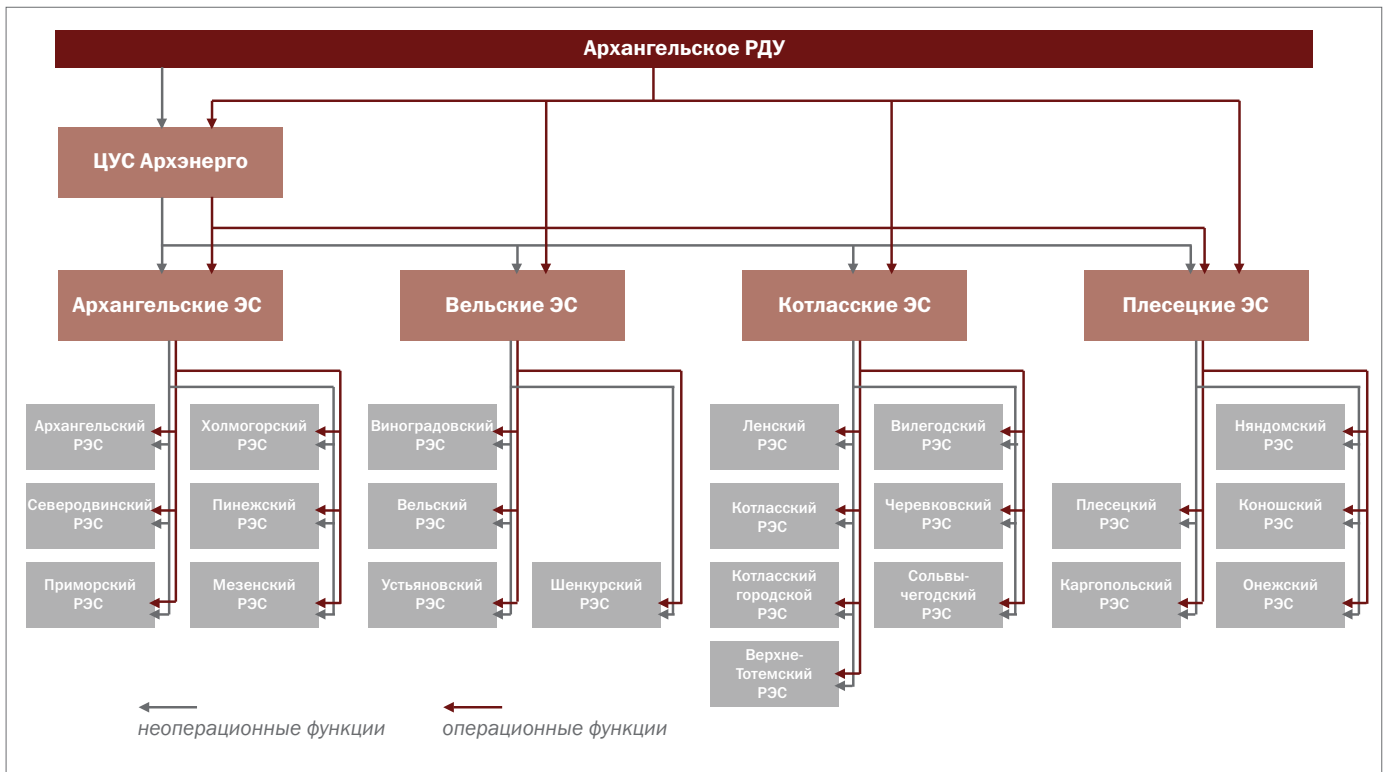 Архангельское РДУ
ЦУС Архэнерго
Архангельские ЭС
Вельские ЭС
Котласские ЭС
Плесецкие ЭС
Архангельский
РЭС
Холмогорский
РЭС
Виноградовский
РЭС
Ленский
РЭС
Вилегодский
РЭС
Няндомский
РЭС
Северодвинский
РЭС
Пинежский
РЭС
Вельский
РЭС
Котласский
РЭС
Черевковский
РЭС
Плесецкий
РЭС
Коношский
РЭС
Приморский
РЭС
Мезенский
РЭС
Устьяновский
РЭС
Шенкурский
РЭС
Котласский
городской
РЭС
Сольвы-
чегодский
РЭС
Каргопольский
РЭС
Онежский
РЭС
Верхне-
Тотемский
РЭС
неоперационные функции
операционные функции